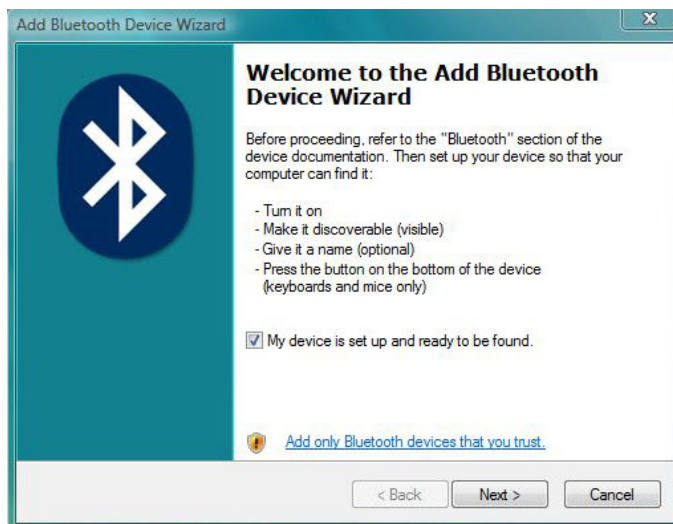 Add Bluetooth Device Wizard
Welcome to the Add Bluetooth
Device Wizard
Before proceeding, refer to the "Bluetooth" section of the
device documentation. Then set up your device so that your
computer can find it:
- Turn it on
- Make it discoverable (visible)
- Give it a name (optional)
- Press the button on the bottom of the device
(keyboards and mice only)
My device is set up and ready to be found.
Add only Bluetooth devices that you trust.
< Back Next > Cancel